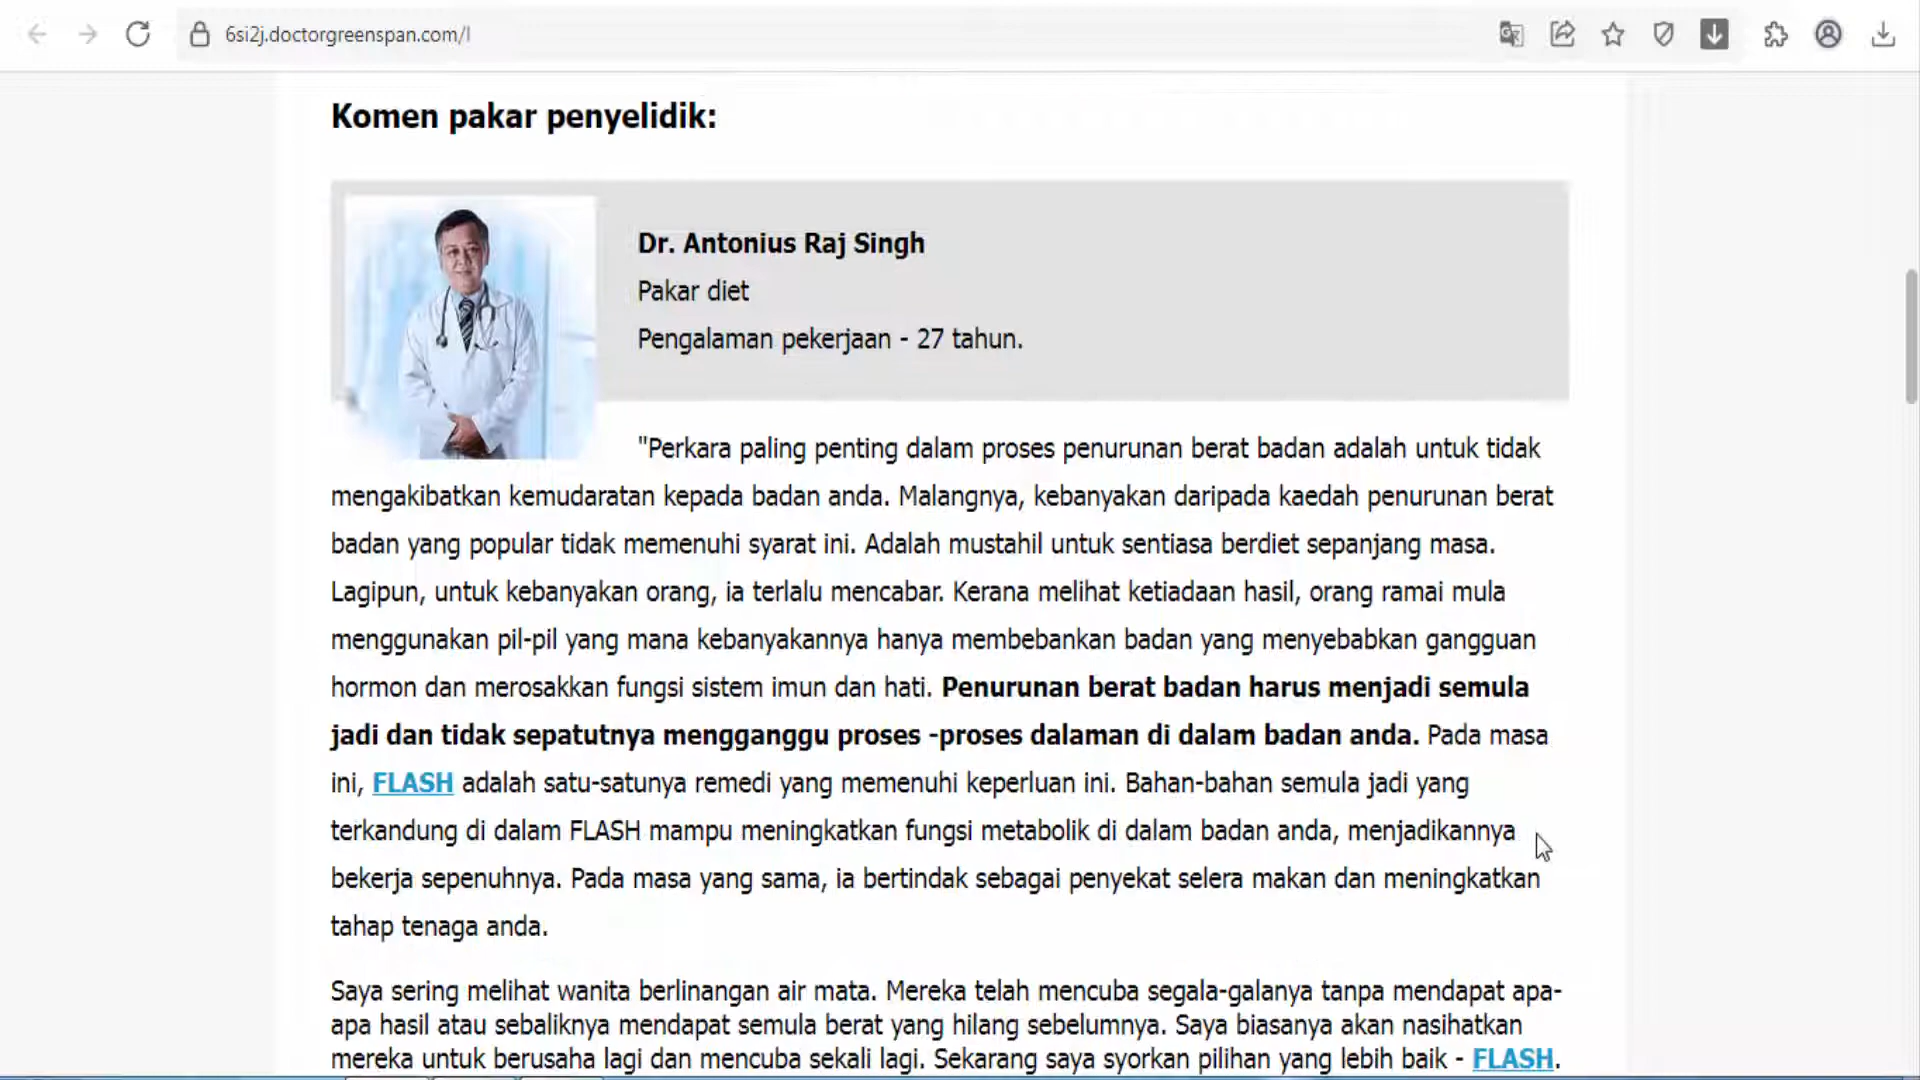 6si2j.doctorgreenspan.com/l
Komen pakar penyelidik:
Dr. Antonius Raj Singh
Pakar diet
Pengalaman pekerjaan - 27 tahun.
"Perkara paling penting dalam proses penurunan berat badan adalah untuk tidak
mengakibatkan kemudaratan kepada badan anda. Malangnya, kebanyakan daripada kaedah penurunan berat
badan yang popular tidak memenuhi syarat ini. Adalah mustahil untuk sentiasa berdiet sepanjang masa.
Lagipun, untuk kebanyakan orang, ia terlalu mencabar. Kerana melihat ketiadaan hasil, orang ramai mula
menggunakan pil-pil yang mana kebanyakannya hanya membebankan badan yang menyebabkan gangguan
hormon dan merosakkan fungsi sistem imun dan hati. Penurunan berat badan harus menjadi semula
jadi dan tidak sepatutnya mengganggu proses -proses dalaman di dalam badan anda. Pada masa
ini, FLASH adalah satu-satunya remedi yang memenuhi keperluan ini. Bahan-bahan semula jadi yang
terkandung di dalam FLASH mampu meningkatkan fungsi metabolik di dalam badan anda, menjadikannya
bekerja sepenuhnya. Pada masa yang sama, ia bertindak sebagai penyekat selera makan dan meningkatkan
tahap tenaga anda.
Saya sering melihat wanita berlinangan air mata. Mereka telah mencuba segala-galanya tanpa mendapat apa-
apa hasil atau sebaliknya mendapat semula berat yang hilang sebelumnya. Saya biasanya akan nasihatkan
mereka untuk berusaha lagi dan mencuba sekali lagi. Sekarang saya syorkan pilihan yang lebih baik - FLASH.